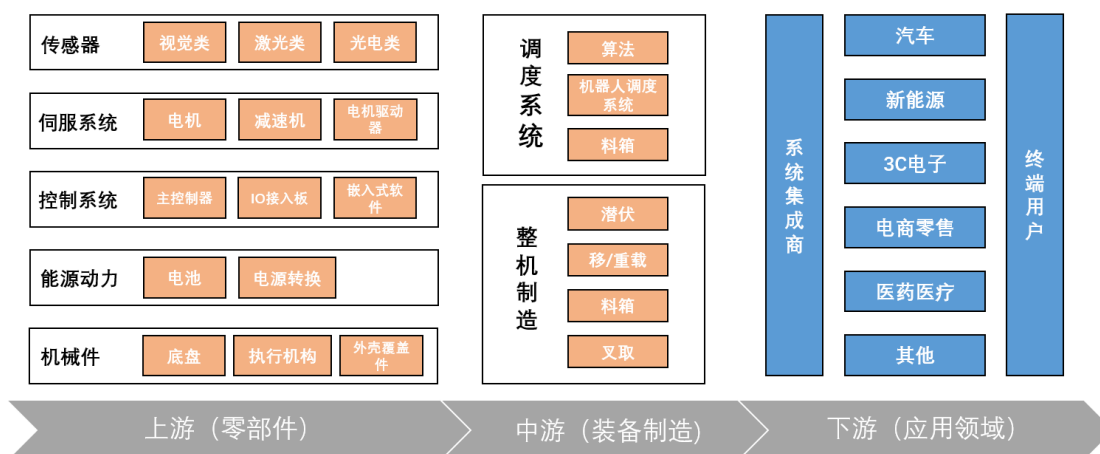 传感器
视觉类
激光类
光电类
伺服系统
电机
减速机
电机驱动
器
控制系统
主控制器
IO接入板
嵌入式软
件
能源动力
电池
电源转换
机械件
底盘
执行机构
外壳覆盖
件
调
度
系
统
算法
机器人调度
系统
料箱
整
机
制
造
潜伏
移/重载
料箱
叉取
系
统
集
成
商
汽车
新能源
3C电子
电商零售
医药医疗
其他
终
端
用
户
上游（零部件）
中游（装备制造)
下游（应用领域）